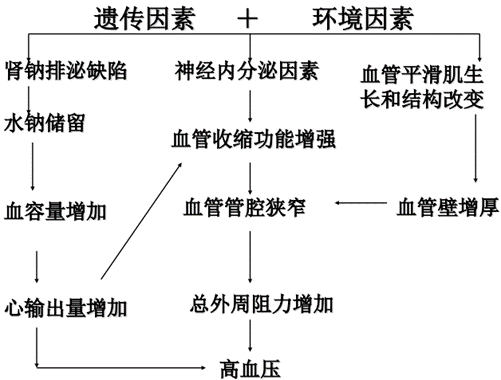 遗传因素 + 环境因素
肾钠排泌缺陷
神经内分泌因素
血管平滑肌生
长和结构改变
水钠储留
血管收缩功能增强
血容量增加
血管管腔狭窄
血管壁增厚
心输出量增加
总外周阻力增加
高血压